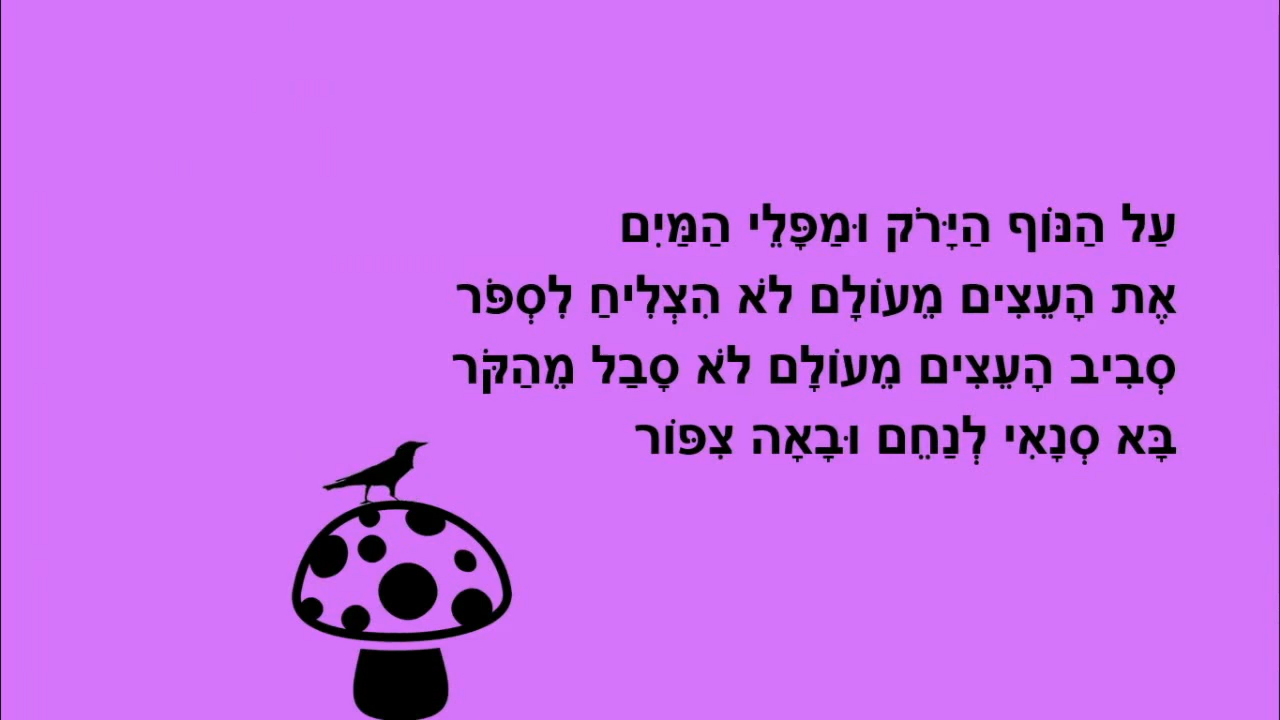 עַל הַנּוֹף הַיָּרֹק וּמַפָּלֵי הַמַּיִם
אֶת הָעֵצִים מֵעוֹלָם לֹא הִצְלִיחַ לִסְפֹּר
סְבִיב הָעֵצִים מֵעוֹלָם לֹא סָבַל מֵהַקֹּר
בָּא סְנָאִי לְנַחֵם וּבָאָה צִפּוֹר